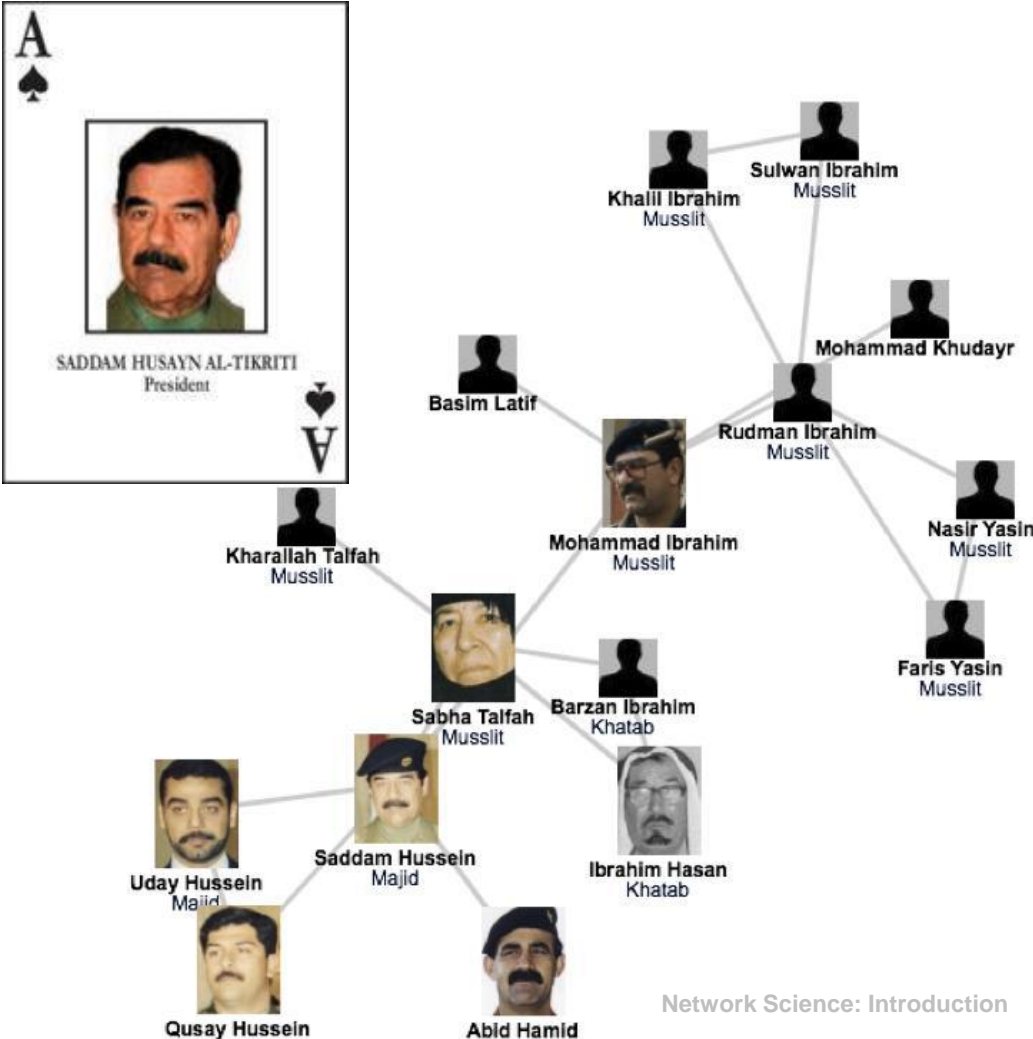 A
SADDAM HUSAYN AL-TIKRITI
President
A
Sulwan Ibrahim
Musslit
Khalil Ibrahim
Musslit
Mohammad Khudayr
Basim Latif
Rudman Ibrahim
Musslit
Nasir Yasin
Musslit
Mohammad Ibrahim
Musslit
Kharallah Talfah
Musslit
Faris Yasin
Musslit
Barzan Ibrahim
Khatab
Sabha Talfah
Musslit
Saddam Hussein
Majid
Ibrahim Hasan
Khatab
Uday Hussein
Majid
Qusay Hussein
Abid Hamid
Network Science: Introduction